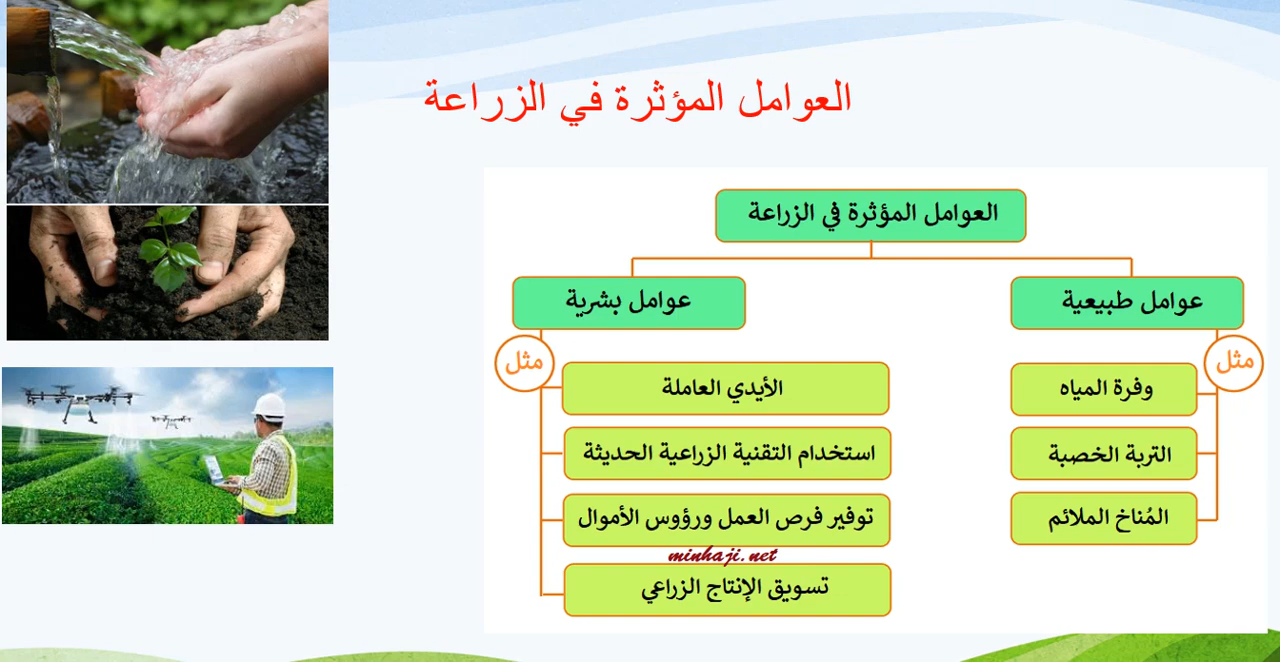 العوامل المؤثرة في الزراعة
العوامل المؤثرة في الزراعة
عوامل طبيعية
مثل
وفرة المياه
التربة الخصبة
المُناخ الملائم
عوامل بشرية
مثل
الأيدي العاملة
استخدام التقنية الزراعية الحديثة
توفير فرص العمل ورؤوس الأموال
minhaji.net
تسويق الإنتاج الزراعي